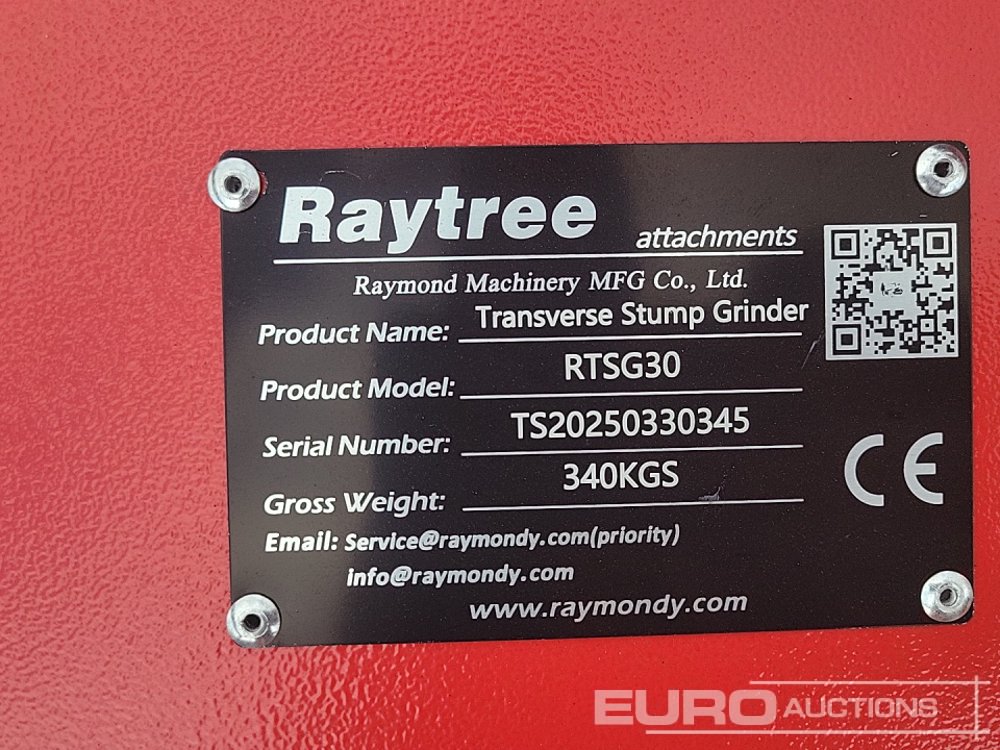 Raytree attachments
Raymond Machinery MFG Co., Ltd.
Product Name: Transverse Stump Grinder
Product Model: RTSG30
Serial Number: TS20250330345
Gross Weight: 340KGS
CE
Email: Service@raymondy.com(priority)
info@raymondy.com
www.raymondy.com
EURO AUCTIONS